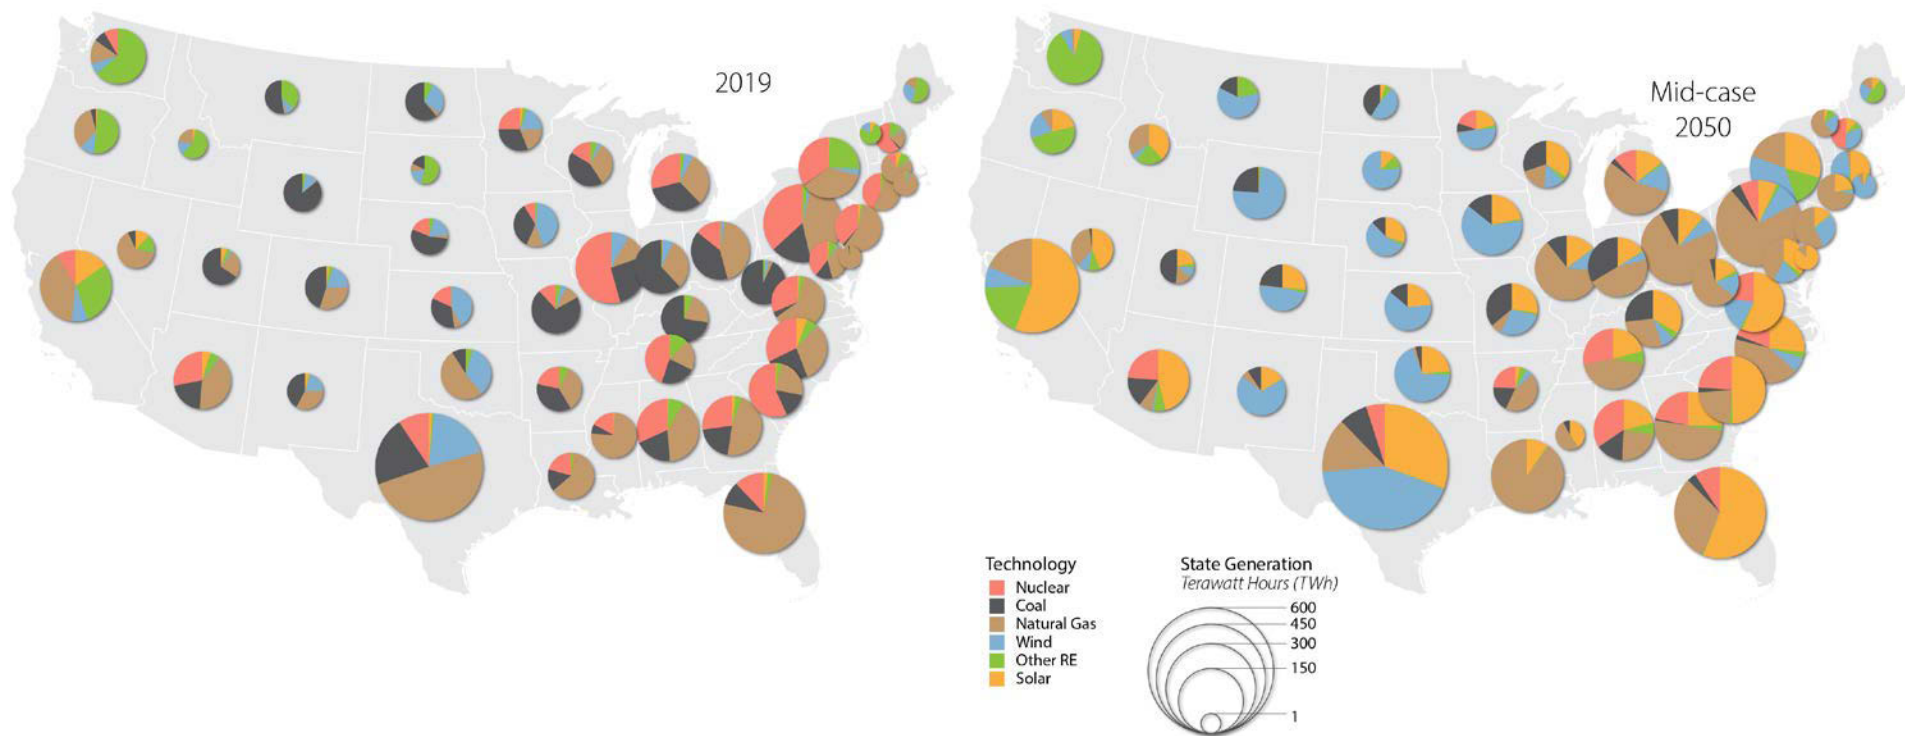 2019
Mid-case
2050
Technology
Nuclear
Coal
Natural Gas
Wind
Other RE
Solar
State Generation
Terawatt Hours (TWh)
600
450
300
150
1